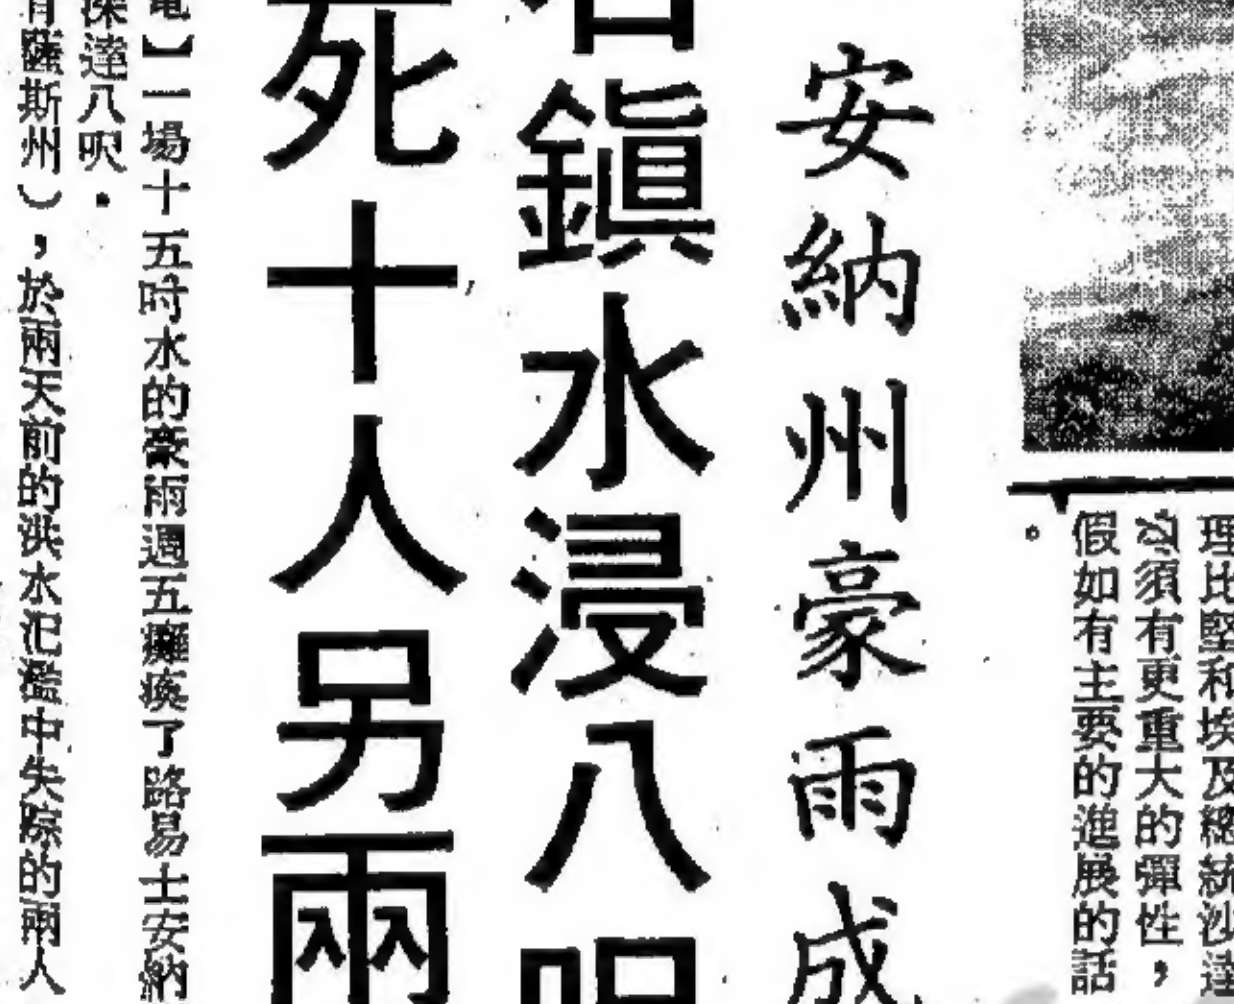 理比堅和埃及總統沙達
須有更重大的彈性，
假如有主要的進展的話
。
安納州豪雨成
鎮水浸八呎
死十人另兩
電】一場十五吋水的豪雨週五癱瘓了路易士安納
深達八呎．
薩斯州），於兩天前的洪水氾濫中失踪的兩人